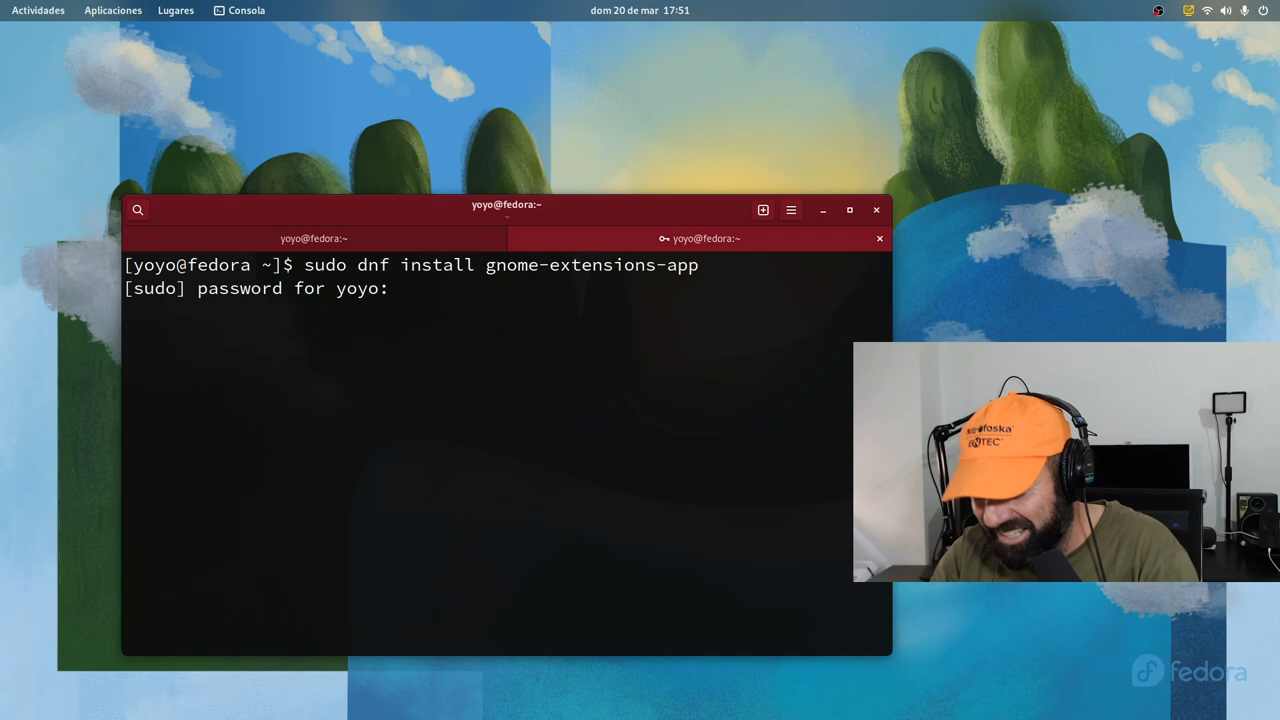 Actividades Aplicaciones Lugares Consola dom 20 de mar 17:51
yoyo@fedora:~
~
yoyo@fedora:~ yoyo@fedora:~
[yoyo@fedora ~]$ sudo dnf install gnome-extensions-app
[sudo] password for yoyo:
ENTEC
fedora